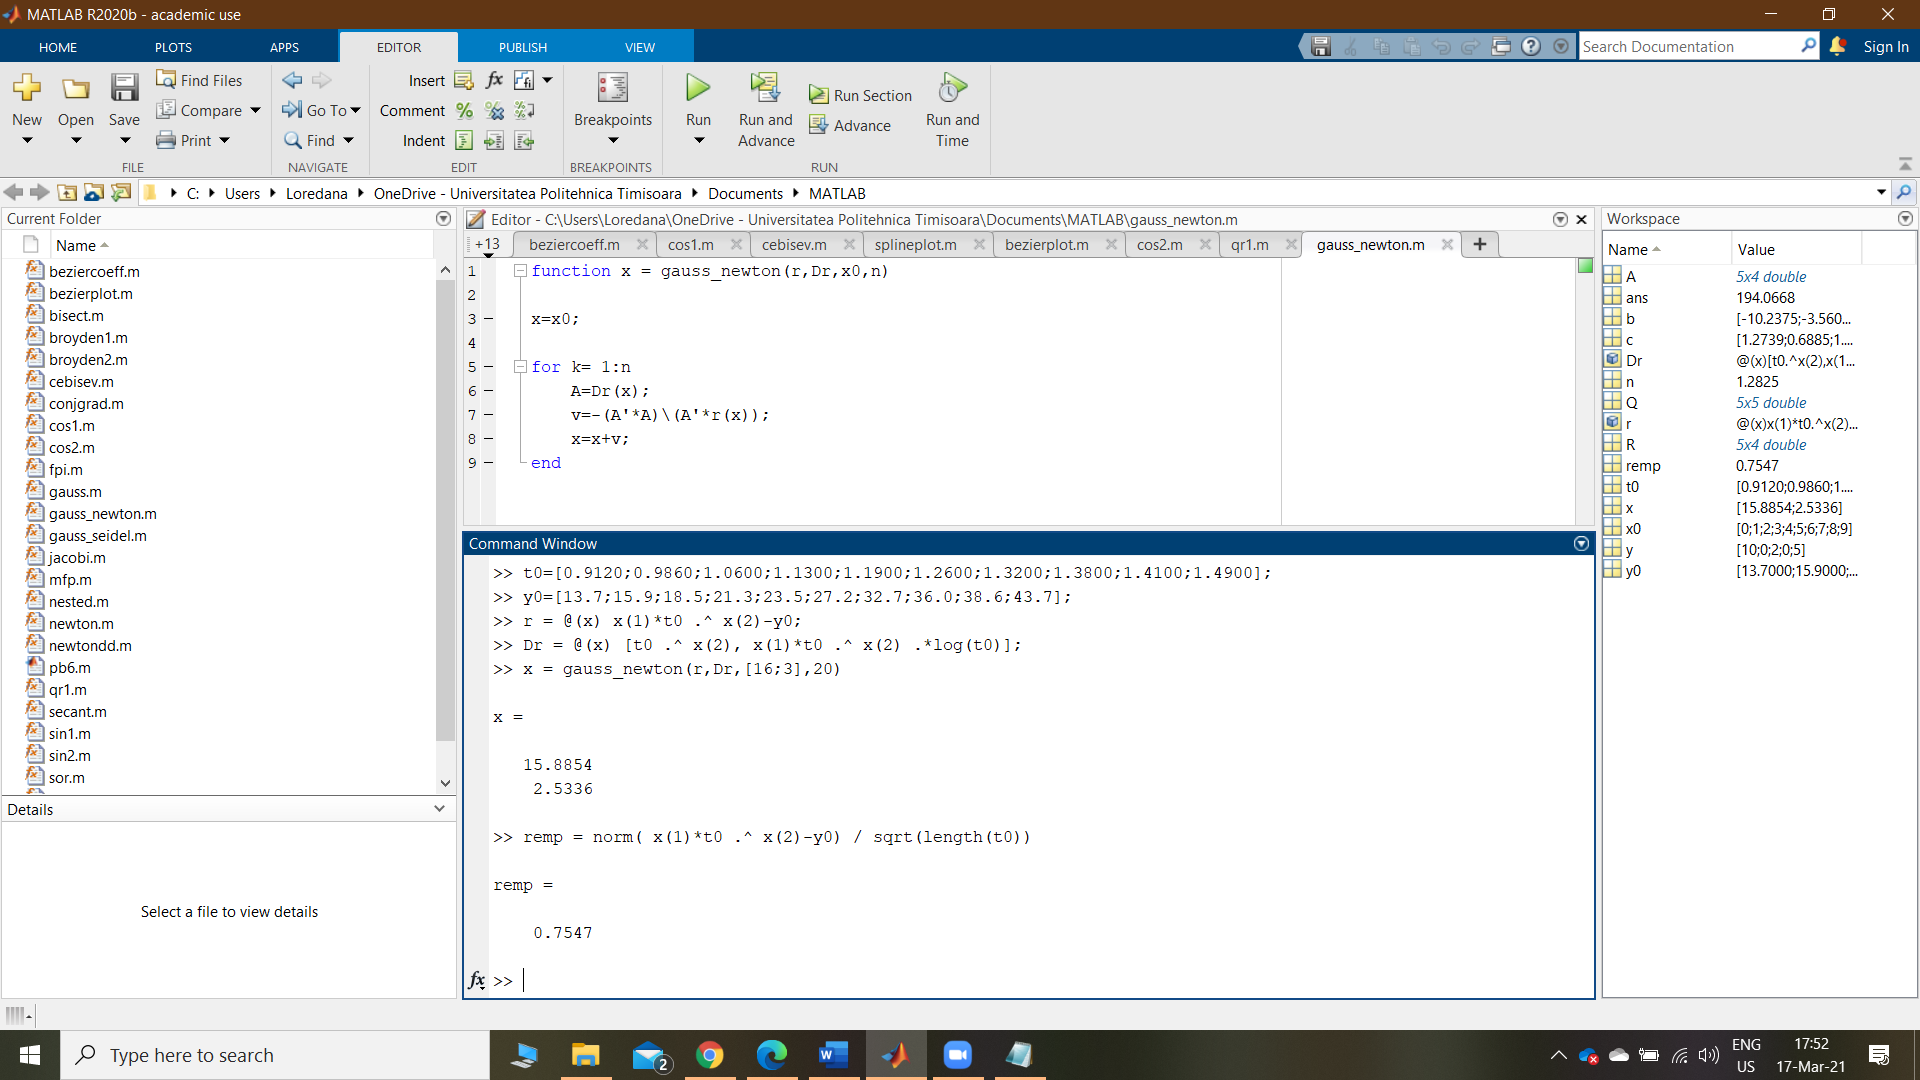 MATLAB R2020b - academic use
HOME PLOTS APPS EDITOR PUBLISH VIEW
Search Documentation
Sign In
New Open Save
Find Files
Compare
Print
FILE
Go To
Find
NAVIGATE
Insert fx fi
Comment
Indent
EDIT
Breakpoints
BREAKPOINTS
Run
Run and Advance
Run Section
Advance
Run and Time
RUN
C: Users Loredana OneDrive - Universitatea Politehnica Timisoara Documents MATLAB
Current Folder
Name
beziercoeff.m
bezierplot.m
bisect.m
broyden1.m
broyden2.m
cebisev.m
conjgrad.m
cos1.m
cos2.m
fpi.m
gauss.m
gauss_newton.m
gauss_seidel.m
jacobi.m
mfp.m
nested.m
newton.m
newtondd.m
pb6.m
qr1.m
secant.m
sin1.m
sin2.m
sor.m
Details
Select a file to view details
Editor - C:\Users\Loredana\OneDrive - Universitatea Politehnica Timisoara\Documents\MATLAB\gauss_newton.m
+13 beziercoeff.m cos1.m cebisev.m splineplot.m bezierplot.m cos2.m qr1.m gauss_newton.m
1 function x = gauss_newton(r,Dr,x0,n)
2
3 x=x0;
4
5 for k= 1:n
6 A=Dr(x);
7 v=-(A'*A)\(A'*r(x));
8 x=x+v;
9 end
Command Window
>> t0=[0.9120;0.9860;1.0600;1.1300;1.1900;1.2600;1.3200;1.3800;1.4100;1.4900];
>> y0=[13.7;15.9;18.5;21.3;23.5;27.2;32.7;36.0;38.6;43.7];
>> r = @(x) x(1)*t0 .^ x(2)-y0;
>> Dr = @(x) [t0 .^ x(2), x(1)*t0 .^ x(2) .*log(t0)];
>> x = gauss_newton(r,Dr,[16;3],20)
x =
15.8854
2.5336
>> remp = norm( x(1)*t0 .^ x(2)-y0) / sqrt(length(t0))
remp =
0.7547
fx >>
Workspace
Name Value
A 5x4 double
ans 194.0668
b [-10.2375;-3.560...
c [1.2739;0.6885;1....
Dr @(x)[t0.^x(2),x(1...
n 1.2825
Q 5x5 double
r @(x)x(1)*t0.^x(2)...
R 5x4 double
remp 0.7547
t0 [0.9120;0.9860;1....
x [15.8854;2.5336]
x0 [0;1;2;3;4;5;6;7;8;9]
y [10;0;2;0;5]
y0 [13.7000;15.9000;...
Type here to search
2
ENG
US
17:52
17-Mar-21